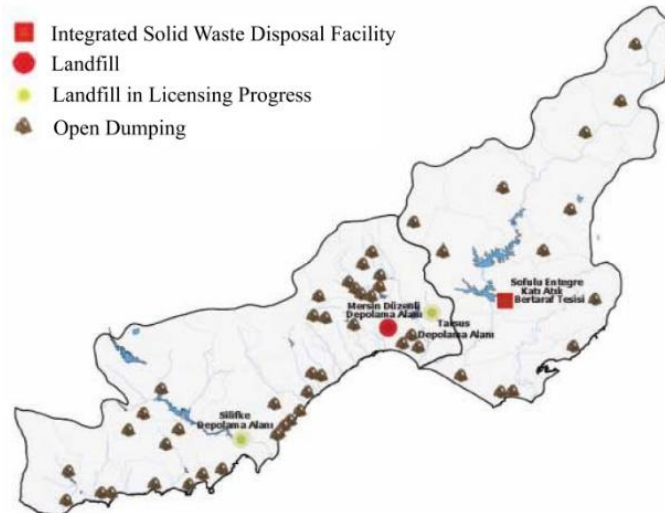 Integrated Solid Waste Disposal Facility
Landfill
Landfill in Licensing Progress
Open Dumping
Sofulu Entegre
Katı Atık
Bertaraf Tesisi
Mersin Düzenli
Depolama Alanı
Tarsus
Depolama Alanı
Silifke
Depolama Alanı